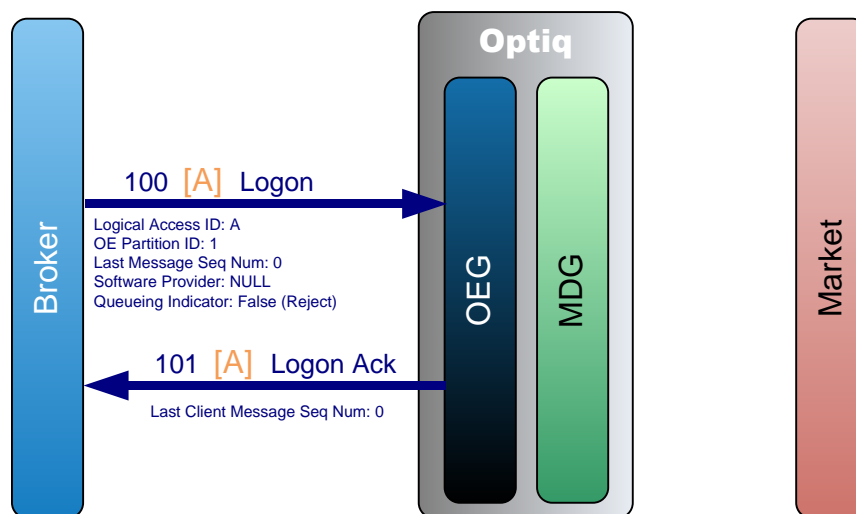 Optiq
100 [A] Logon
Logical Access ID: A
OE Partition ID: 1
Last Message Seq Num: 0
Software Provider: NULL
Queueing Indicator: False (Reject)
Broker
OEG
MDG
Market
101 [A] Logon Ack
Last Client Message Seq Num: 0